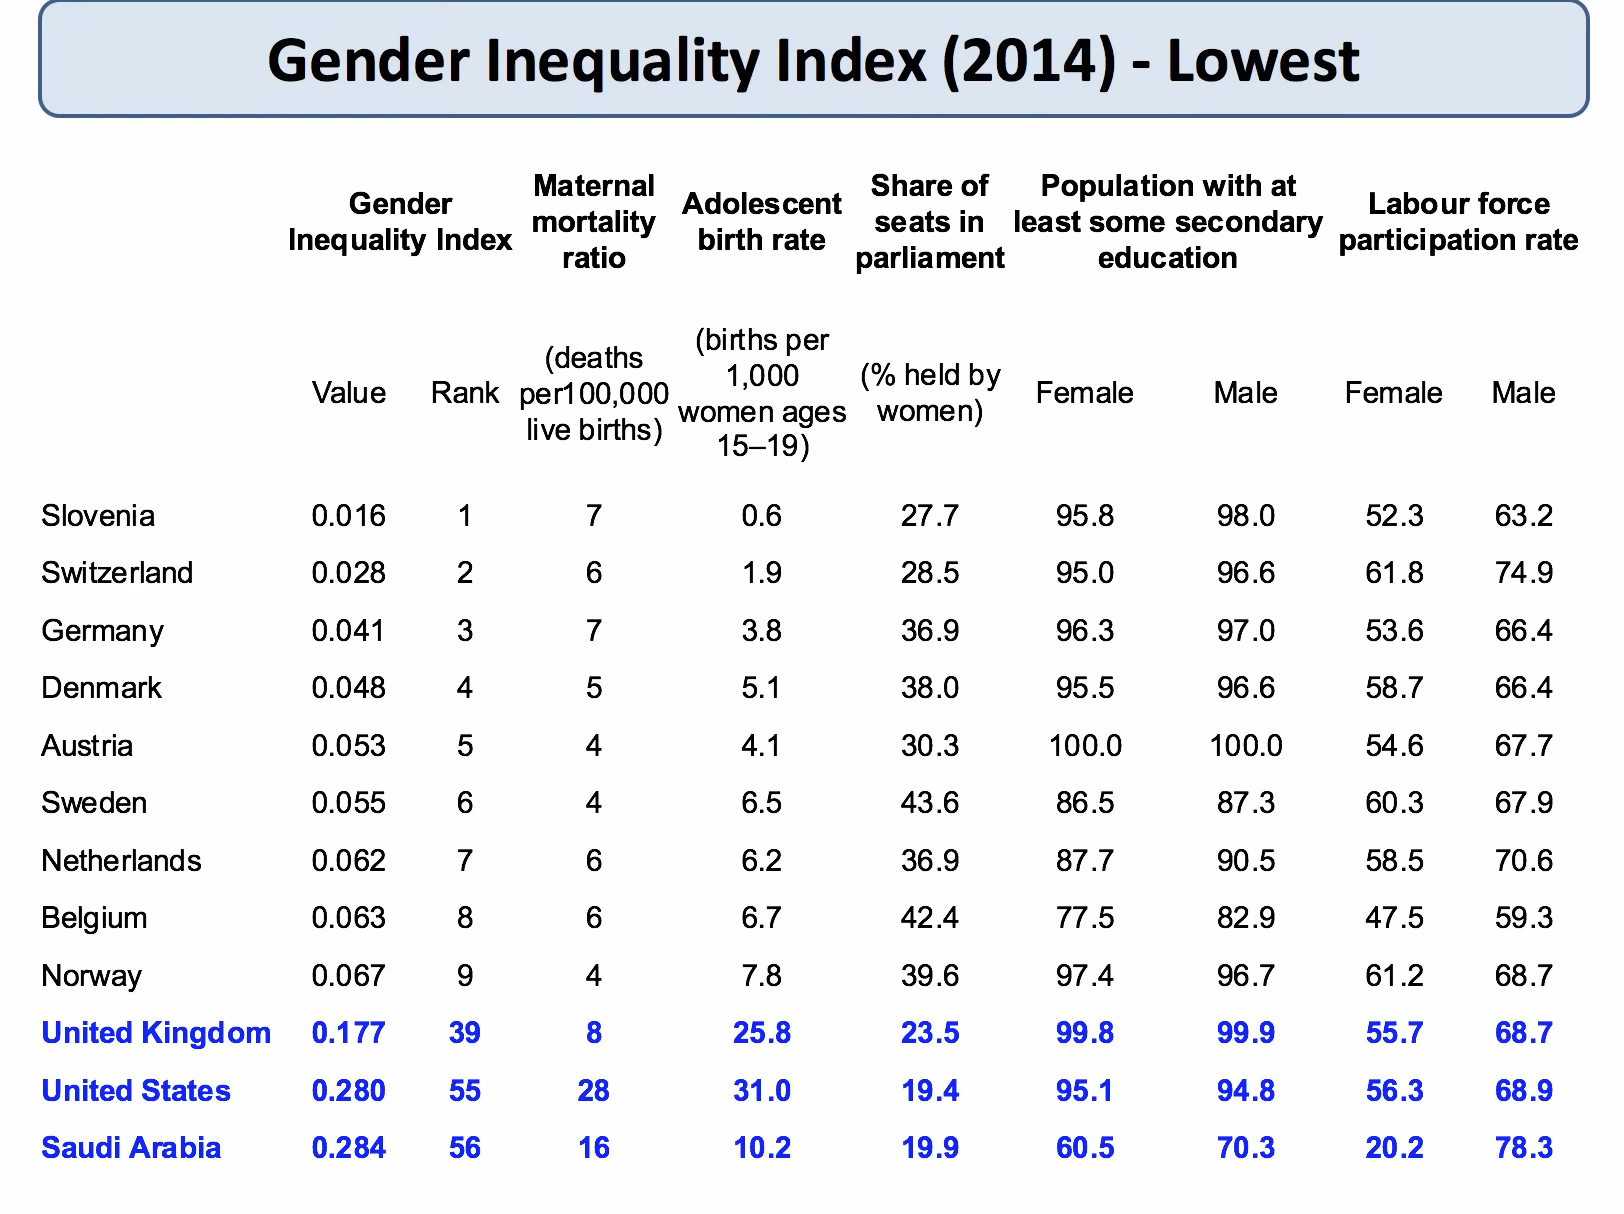 Gender Inequality Index (2014) - Lowest
Gender Inequality Index Maternal mortality ratio Adolescent birth rate Share of seats in parliament Population with at least some secondary education Labour force participation rate
Value Rank (deaths per100,000 live births) (births per 1,000 women ages 15–19) (% held by women) Female Male Female Male
Slovenia 0.016 1 7 0.6 27.7 95.8 98.0 52.3 63.2
Switzerland 0.028 2 6 1.9 28.5 95.0 96.6 61.8 74.9
Germany 0.041 3 7 3.8 36.9 96.3 97.0 53.6 66.4
Denmark 0.048 4 5 5.1 38.0 95.5 96.6 58.7 66.4
Austria 0.053 5 4 4.1 30.3 100.0 100.0 54.6 67.7
Sweden 0.055 6 4 6.5 43.6 86.5 87.3 60.3 67.9
Netherlands 0.062 7 6 6.2 36.9 87.7 90.5 58.5 70.6
Belgium 0.063 8 6 6.7 42.4 77.5 82.9 47.5 59.3
Norway 0.067 9 4 7.8 39.6 97.4 96.7 61.2 68.7
United Kingdom 0.177 39 8 25.8 23.5 99.8 99.9 55.7 68.7
United States 0.280 55 28 31.0 19.4 95.1 94.8 56.3 68.9
Saudi Arabia 0.284 56 16 10.2 19.9 60.5 70.3 20.2 78.3